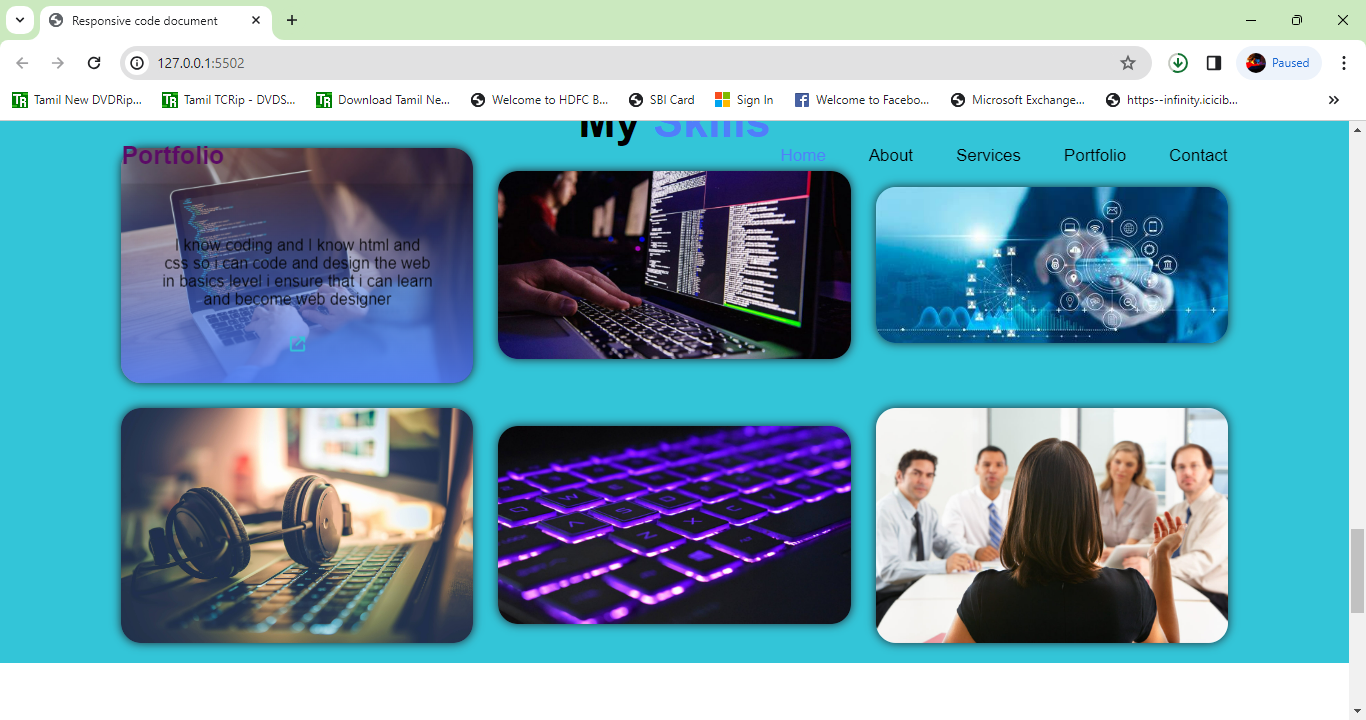 Responsive code document
127.0.0.1:5502
Paused
Tamil New DVDRip...
Tamil TCRip - DVDS...
Download Tamil Ne...
Welcome to HDFC B...
SBI Card
Sign In
Welcome to Facebo...
Microsoft Exchange...
https--infinity.icicib...
My Skills
Portfolio
Home
About
Services
Portfolio
Contact
I know coding and I know html and
css so i can code and design the web
in basics level i ensure that i can learn
and become web designer